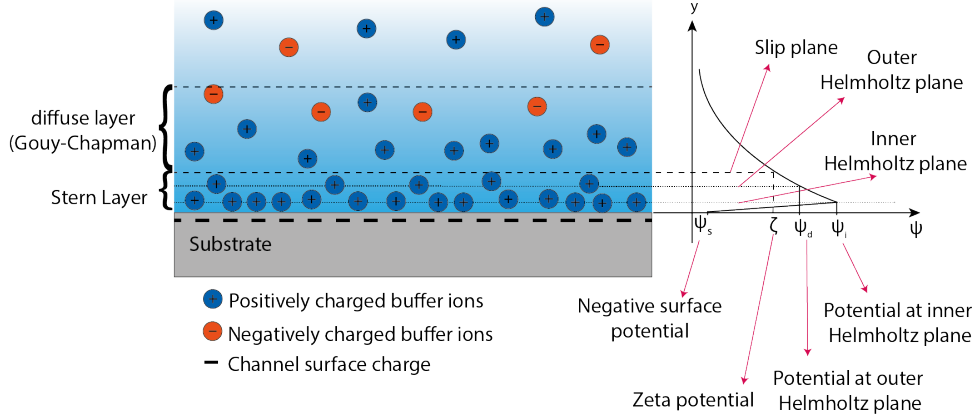 diffuse layer
(Gouy-Chapman)
Stern Layer
Substrate
+ Positively charged buffer ions
− Negatively charged buffer ions
Channel surface charge
y
Slip plane
Outer
Helmholtz plane
Inner
Helmholtz plane
ψs ζ ψd ψi ψ
Negative surface
potential
Potential at inner
Helmholtz plane
Zeta potential
Potential at outer
Helmholtz plane